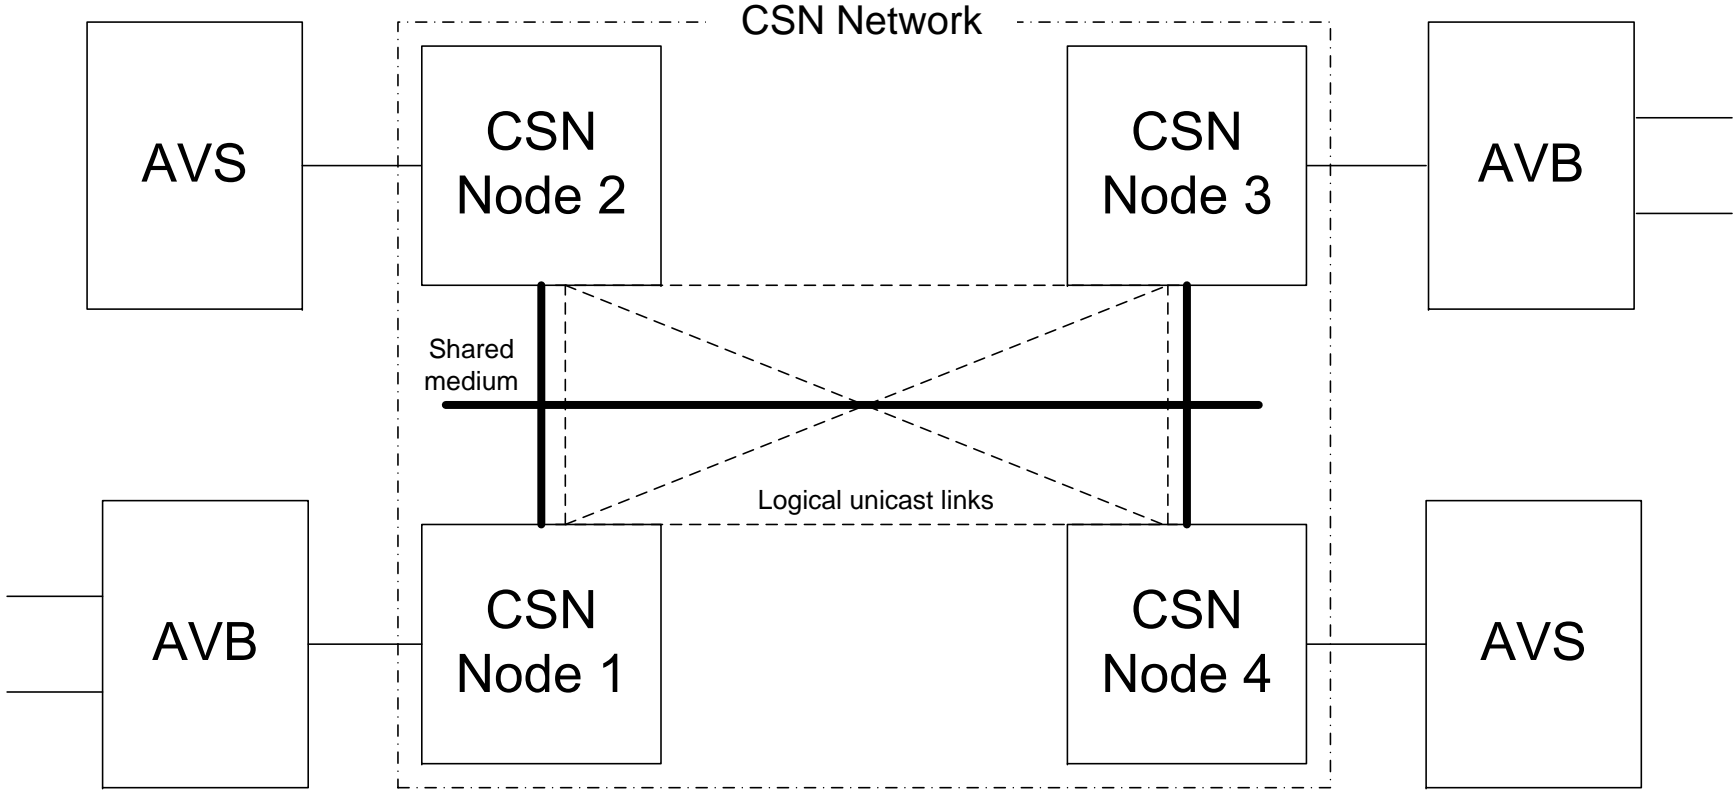 CSN Network
AVS
CSN
Node 2
CSN
Node 3
AVB
Shared
medium
Logical unicast links
AVB
CSN
Node 1
CSN
Node 4
AVS